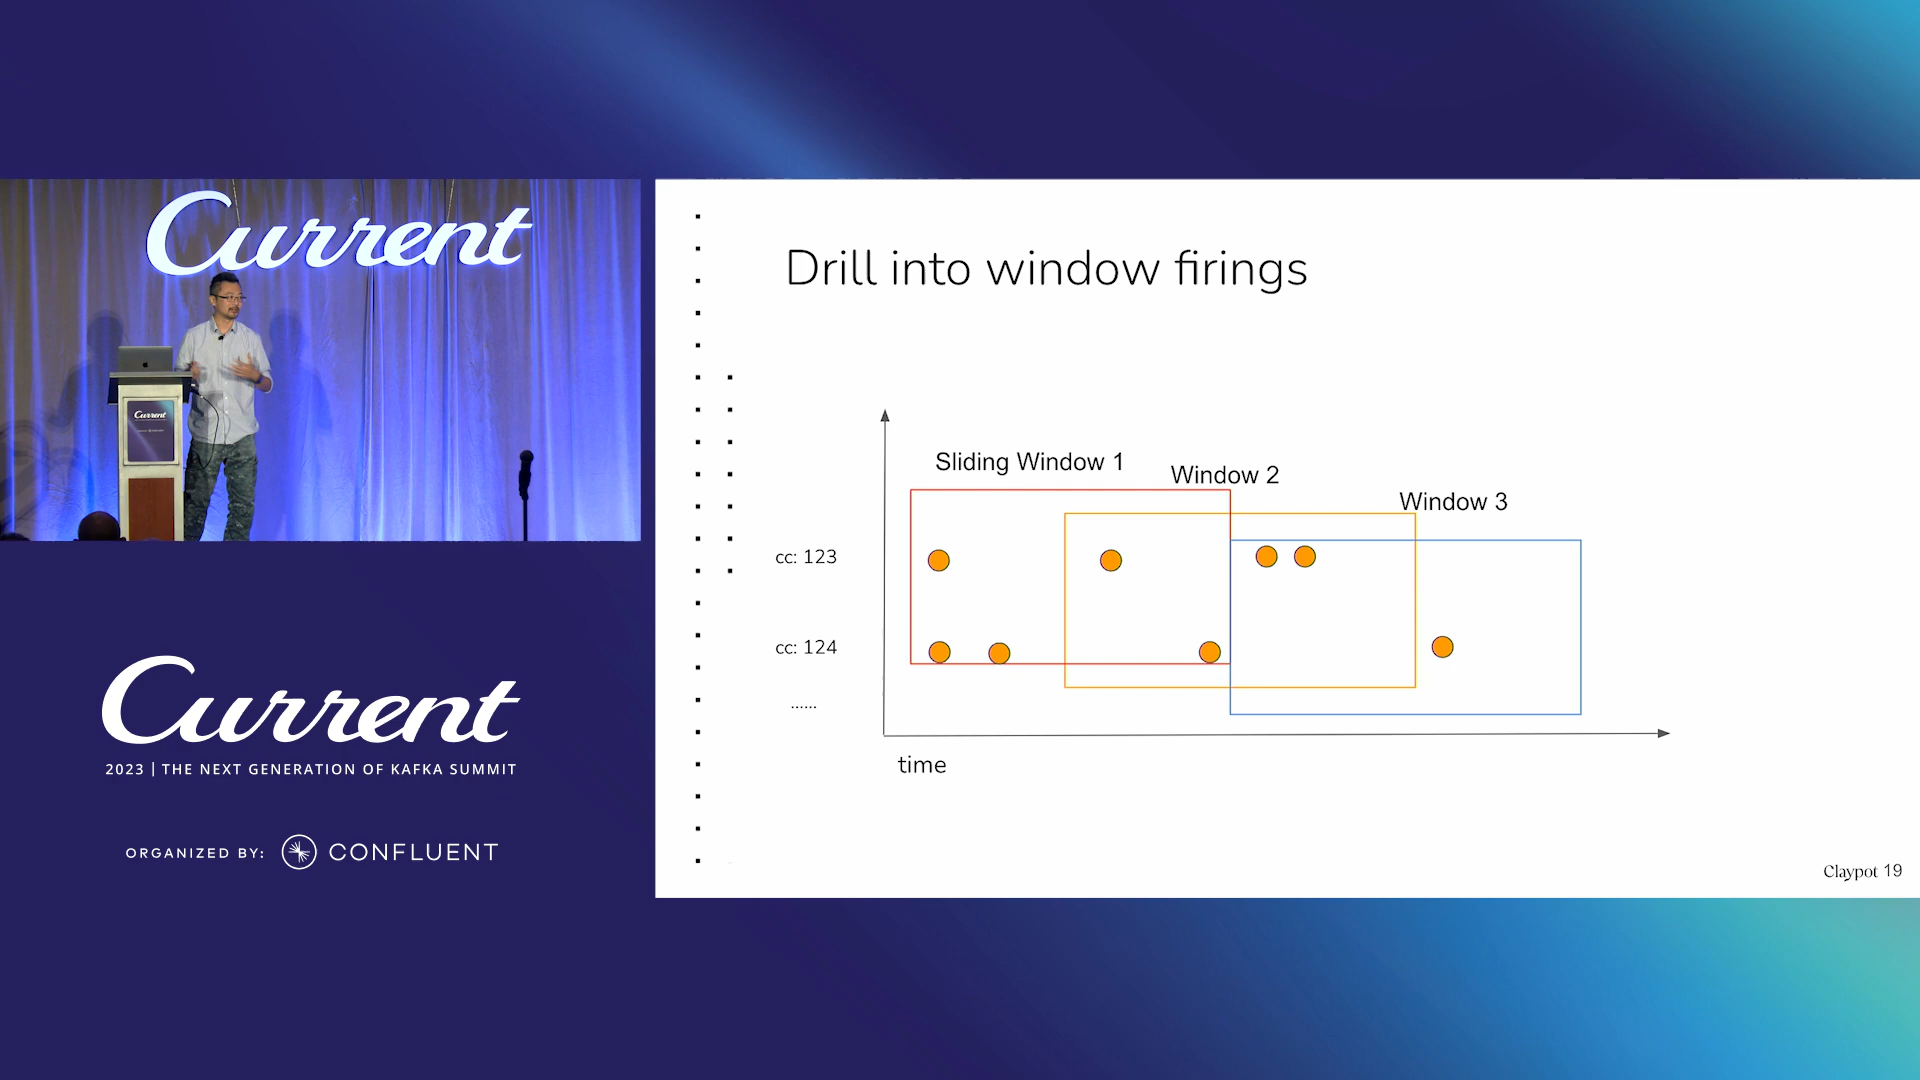 Current
Current
Current
2023 | THE NEXT GENERATION OF KAFKA SUMMIT
ORGANIZED BY: CONFLUENT
Drill into window firings
Sliding Window 1
Window 2
Window 3
cc: 123
cc: 124
......
time
Claypot 19